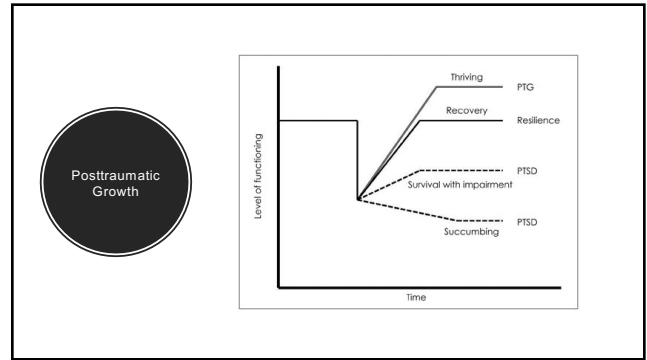 Posttraumatic
Growth
Level of functioning
Thriving
PTG
Recovery
Resilience
PTSD
Survival with impairment
PTSD
Succumbing
Time